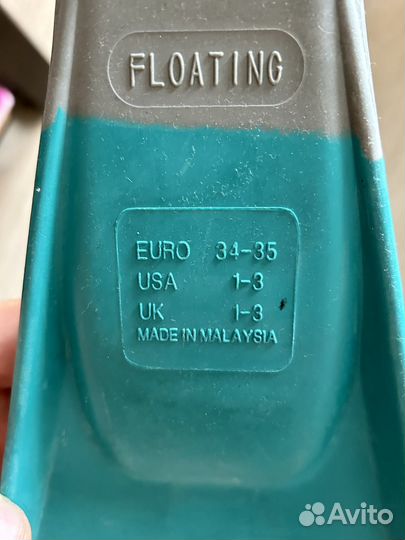 FLOATING
EURO 34-35
USA 1-3
UK 1-3
MADE IN MALAYSIA
Avito